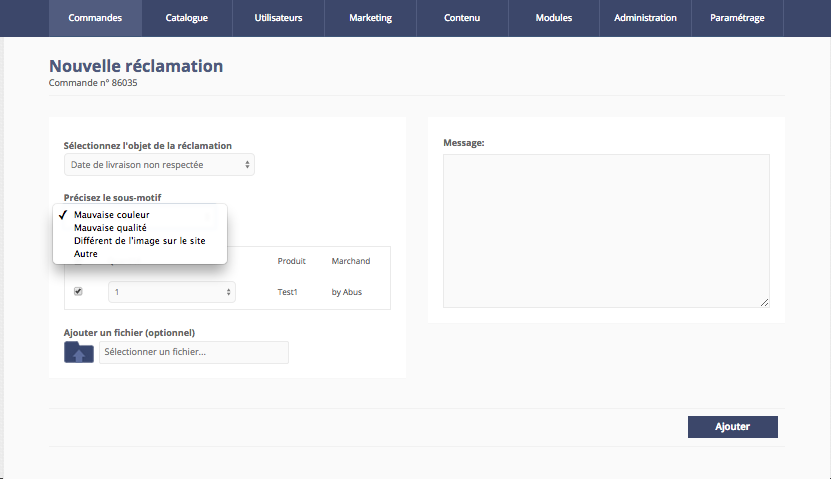 Commandes Catalogue Utilisateurs Marketing Contenu Modules Administration Paramétrage
Nouvelle réclamation
Commande n° 86035
Sélectionnez l'objet de la réclamation
Date de livraison non respectée
Précisez le sous-motif
✓ Mauvaise couleur
Mauvaise qualité
Différent de l'image sur le site
Autre
Produit Marchand
1 Test1 by Abus
Ajouter un fichier (optionnel)
Sélectionner un fichier...
Message:
Ajouter